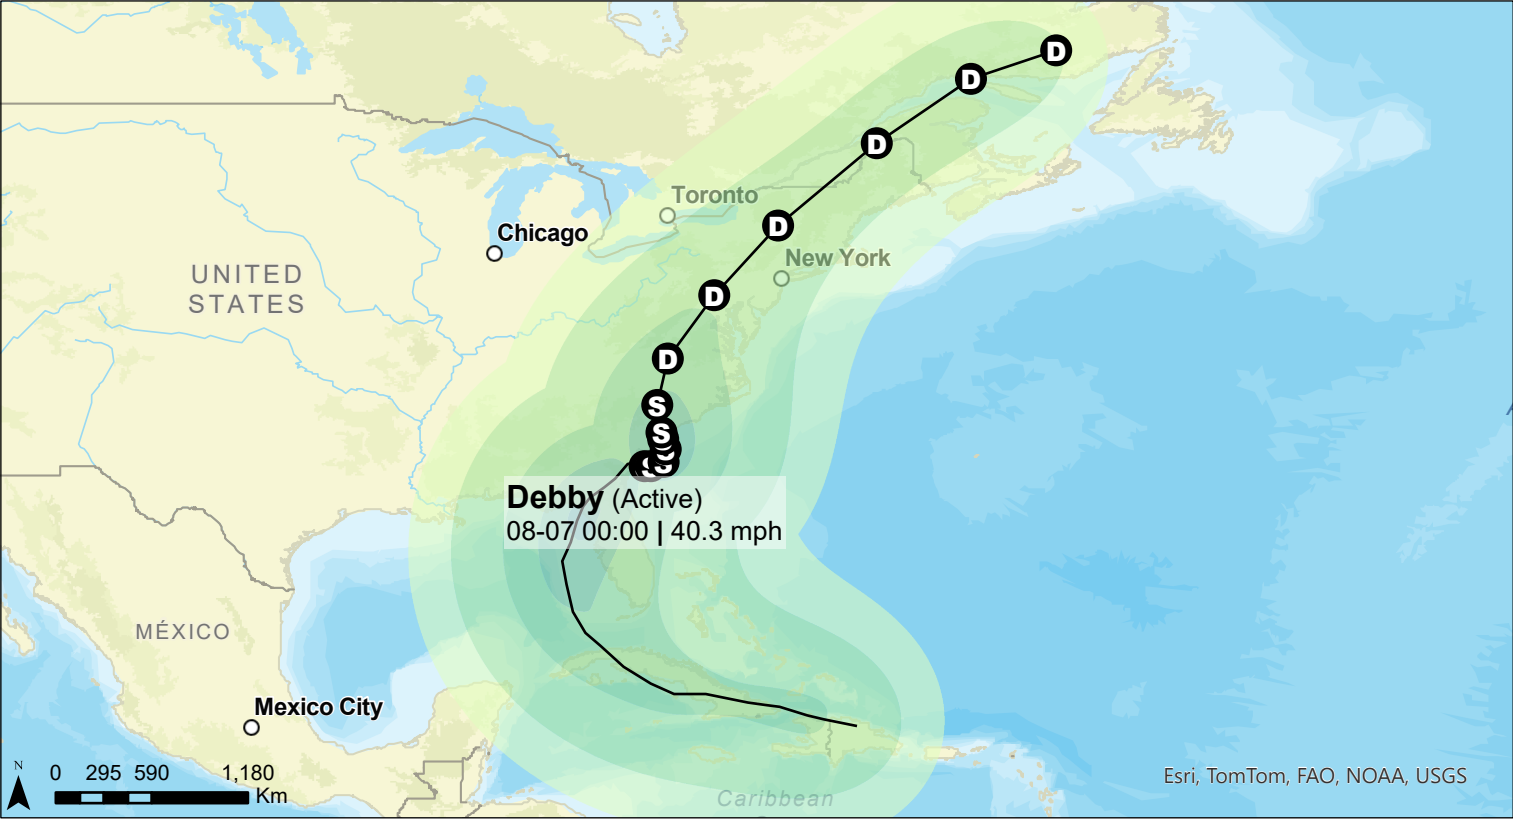 D
D
D
Toronto
Chicago
D
New York
UNITED
STATES
D
D
S
S
S
S
S
Debby (Active)
08-07 00:00 | 40.3 mph
MÉXICO
Mexico City
N
0 295 590 1,180
Km
Esri, TomTom, FAO, NOAA, USGS
Caribbean